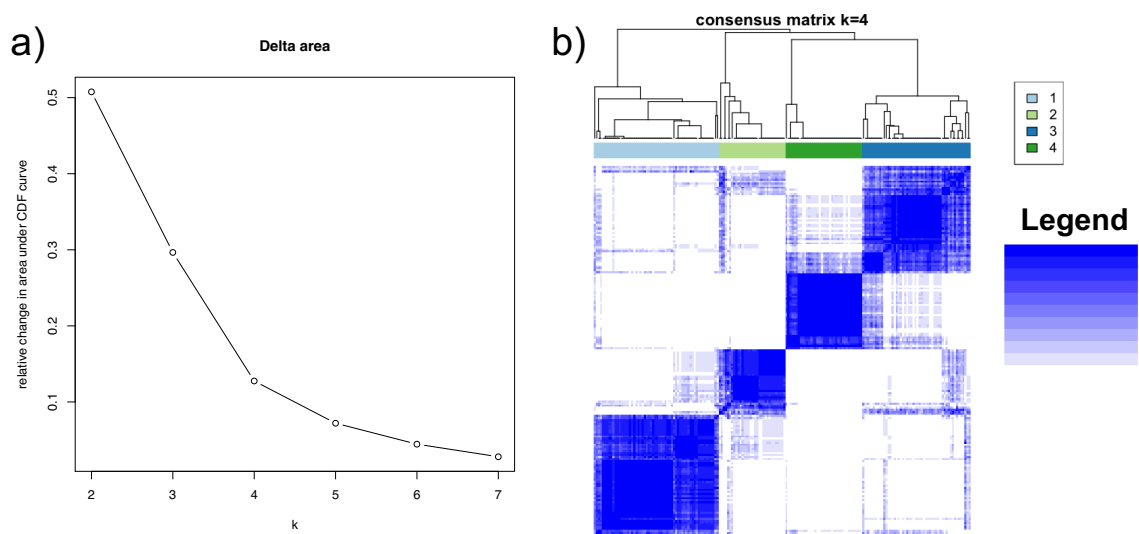 a)
Delta area
relative change in area under CDF curve
0.5
0.4
0.3
0.2
0.1
2 3 4 5 6 7
k
b)
consensus matrix k=4
1
2
3
4
Legend